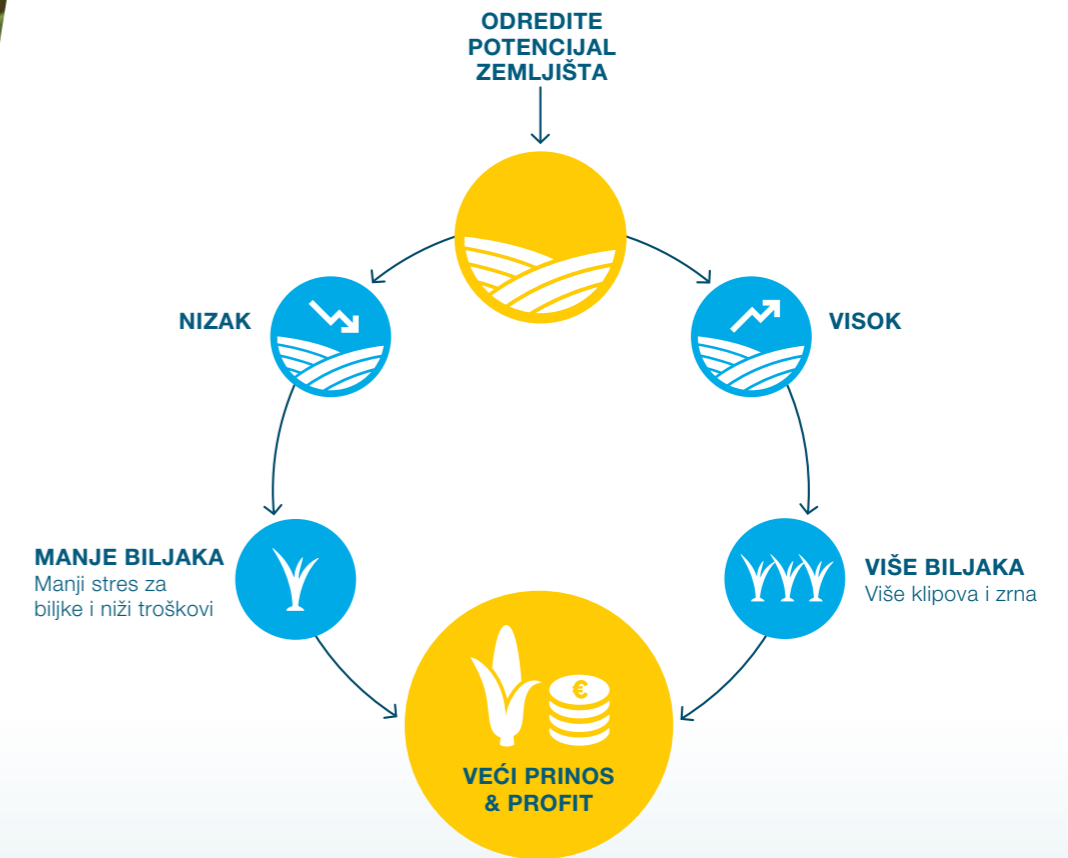 ODREDITE
POTENCIJAL
ZEMLJIŠTA
NIZAK
VISOK
MANJE BILJAKA
Manji stres za
biljke i niži troškovi
VIŠE BILJAKA
Više klipova i zrna
€
VEĆI PRINOS
& PROFIT